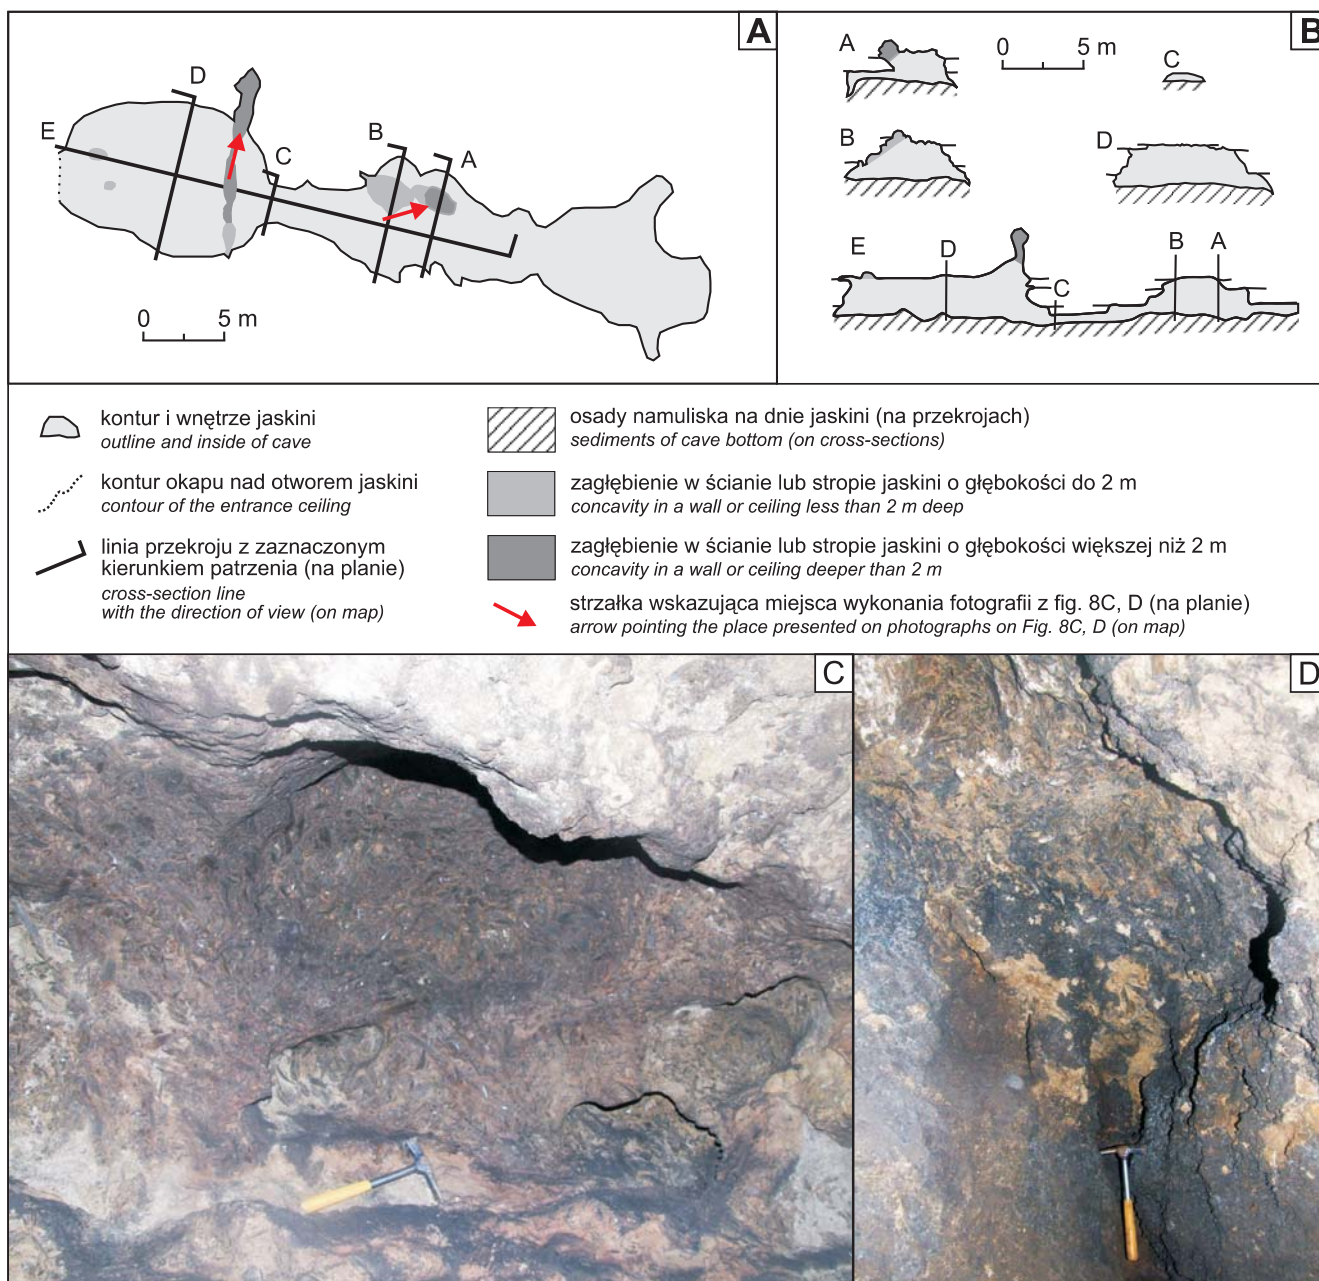 A
D
E
B
C
A
0 5 m
B
A
0 5 m
C
B
D
E
D
C
B
A
kontur i wnętrze jaskini
outline and inside of cave
kontur okapu nad otworem jaskini
contour of the entrance ceiling
linia przekroju z zaznaczonym
kierunkiem patrzenia (na planie)
cross-section line
with the direction of view (on map)
osady namuliska na dnie jaskini (na przekrojach)
sediments of cave bottom (on cross-sections)
zagłębienie w ścianie lub stropie jaskini o głębokości do 2 m
concavity in a wall or ceiling less than 2 m deep
zagłębienie w ścianie lub stropie jaskini o głębokości większej niż 2 m
concavity in a wall or ceiling deeper than 2 m
strzałka wskazująca miejsca wykonania fotografii z fig. 8C, D (na planie)
arrow pointing the place presented on photographs on Fig. 8C, D (on map)
C
D